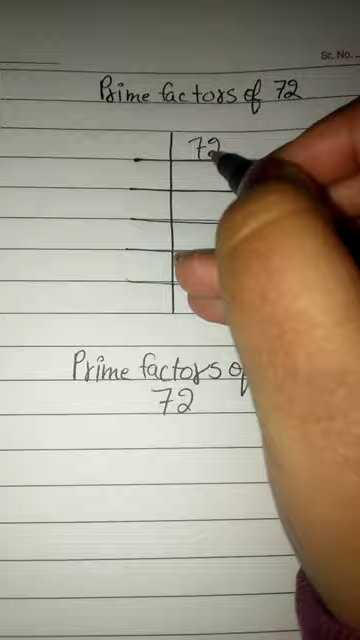 Sr. No.
Prime factors of 72
72
Prime factors of
72